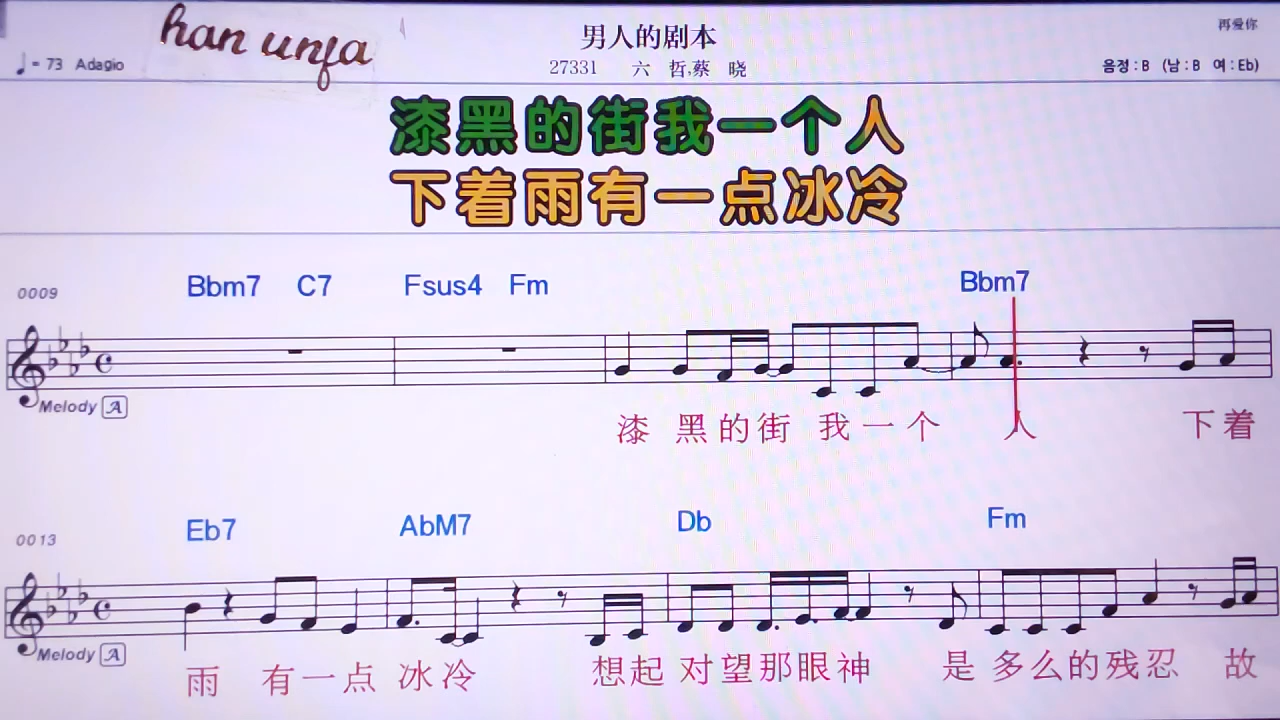 han unfa
男人的剧本
再爱你
♩= 73 Adagio
27331 六 哲,蔡 晓
음정 : B (남 : B 여 : Eb)
漆黑的街我一个人
下着雨有一点冰冷
0009 Bbm7 C7 Fsus4 Fm Bbm7
Melody A
漆 黑的街 我一个 人 下着
0013 Eb7 AbM7 Db Fm
Melody A
雨 有一点 冰冷 想起 对望那眼神 是 多么的残忍 故